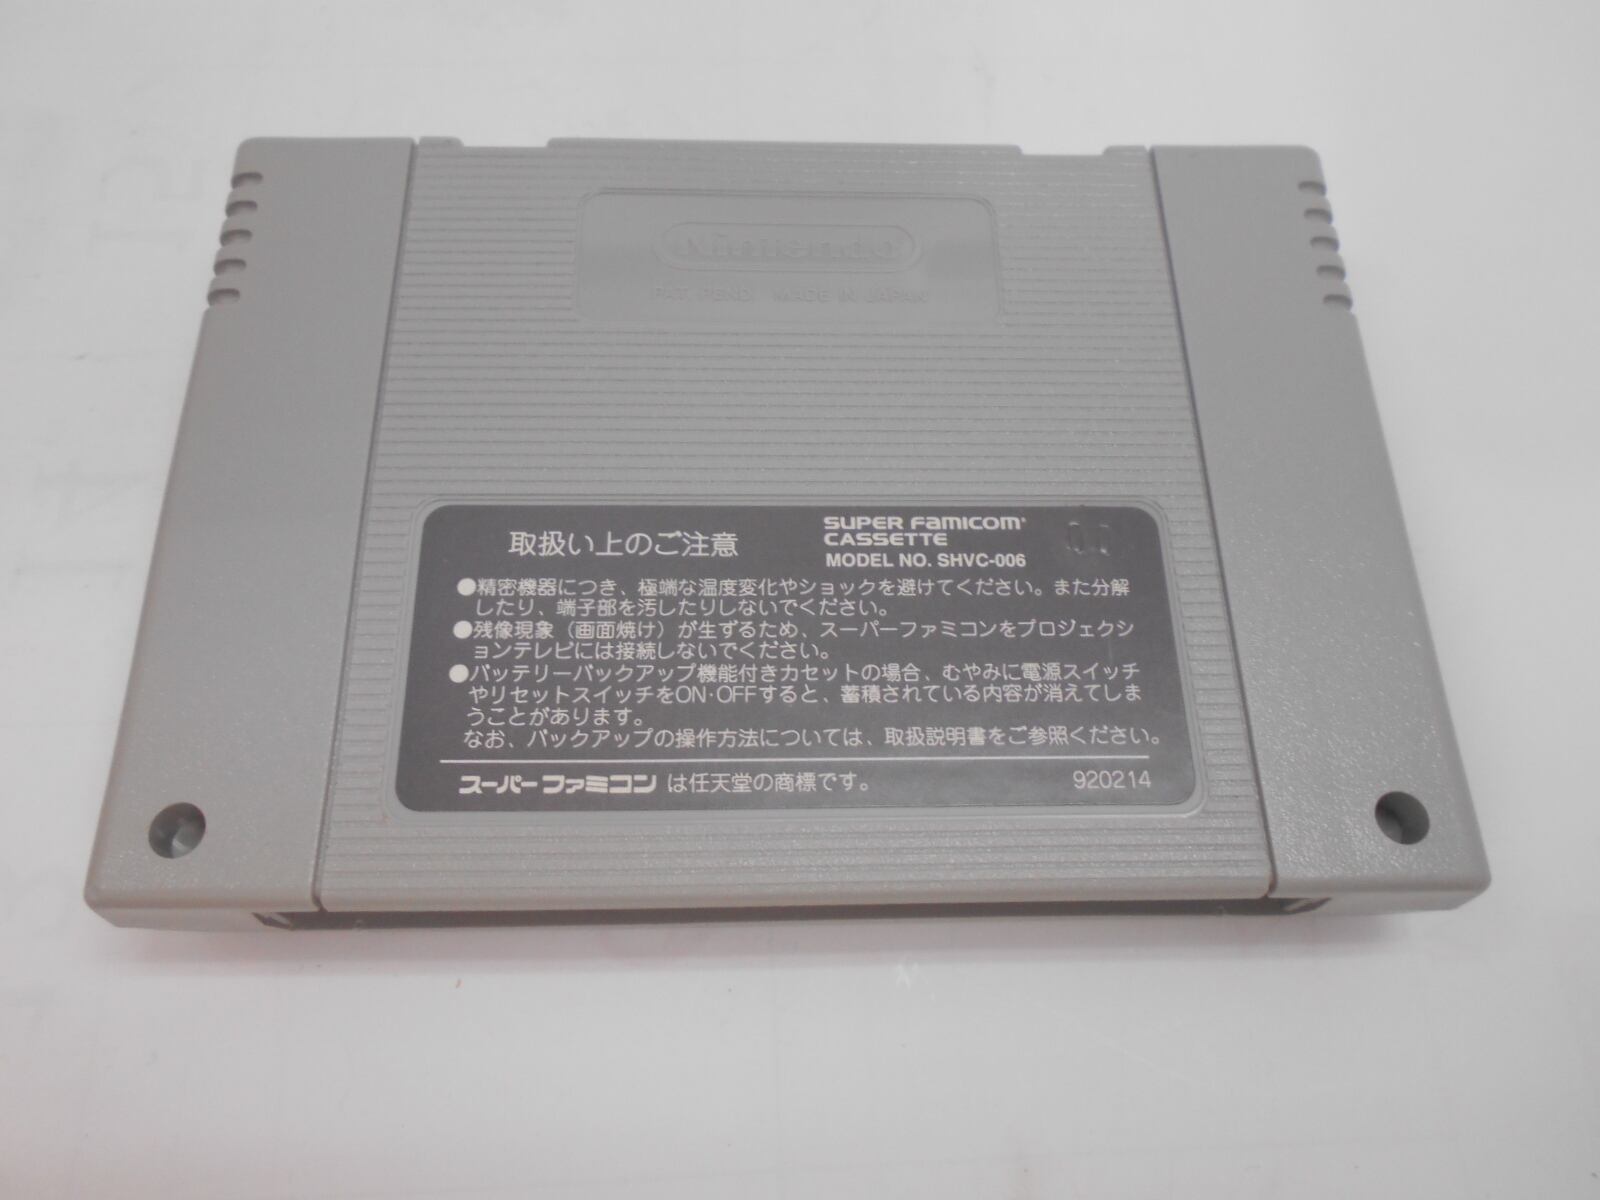 Nintendo
PAT. PEND. MADE IN JAPAN
取扱い上のご注意
SUPER FAMICOM
CASSETTE
MODEL NO. SHVC-006
00
●精密機器につき、極端な温度変化やショックを避けてください。また分解
したり、端子部を汚したりしないでください。
●残像現象（画面焼け）が生ずるため、スーパーファミコンをプロジェクシ
ョンテレビには接続しないでください。
●バッテリーバックアップ機能付きカセットの場合、むやみに電源スイッチ
やリセットスイッチをON・OFFすると、蓄積されている内容が消えてしま
うことがあります。
なお、バックアップの操作方法については、取扱説明書をご参照ください。
スーパーファミコン は任天堂の商標です。
920214